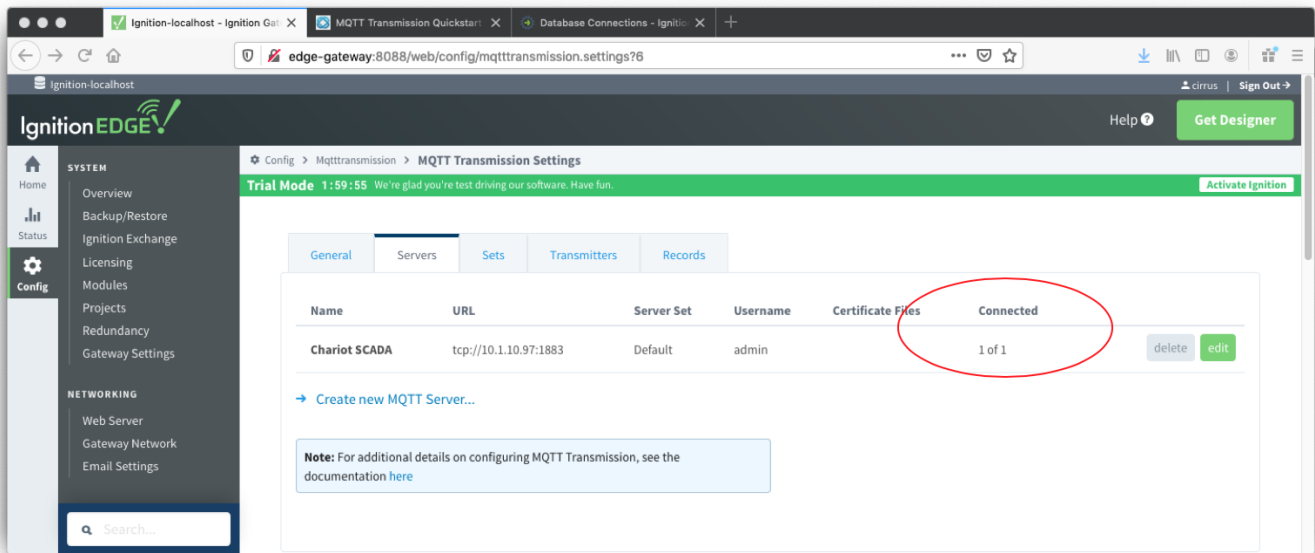 Ignition-localhost - Ignition Gat
MQTT Transmission Quickstart
Database Connections - Ignitio
edge-gateway:8088/web/config/mqtttransmission.settings?6
Ignition-localhost
cirrus | Sign Out
Ignition EDGE!
Help
Get Designer
Home
Status
Config
SYSTEM
Overview
Backup/Restore
Ignition Exchange
Licensing
Modules
Projects
Redundancy
Gateway Settings
NETWORKING
Web Server
Gateway Network
Email Settings
Search...
Config > Mqtttransmission > MQTT Transmission Settings
Trial Mode 1:59:55 We're glad you're test driving our software. Have fun.
Activate Ignition
General Servers Sets Transmitters Records
Name URL Server Set Username Certificate Files Connected
Chariot SCADA tcp://10.1.10.97:1883 Default admin 1 of 1 delete edit
→ Create new MQTT Server...
Note: For additional details on configuring MQTT Transmission, see the
documentation here